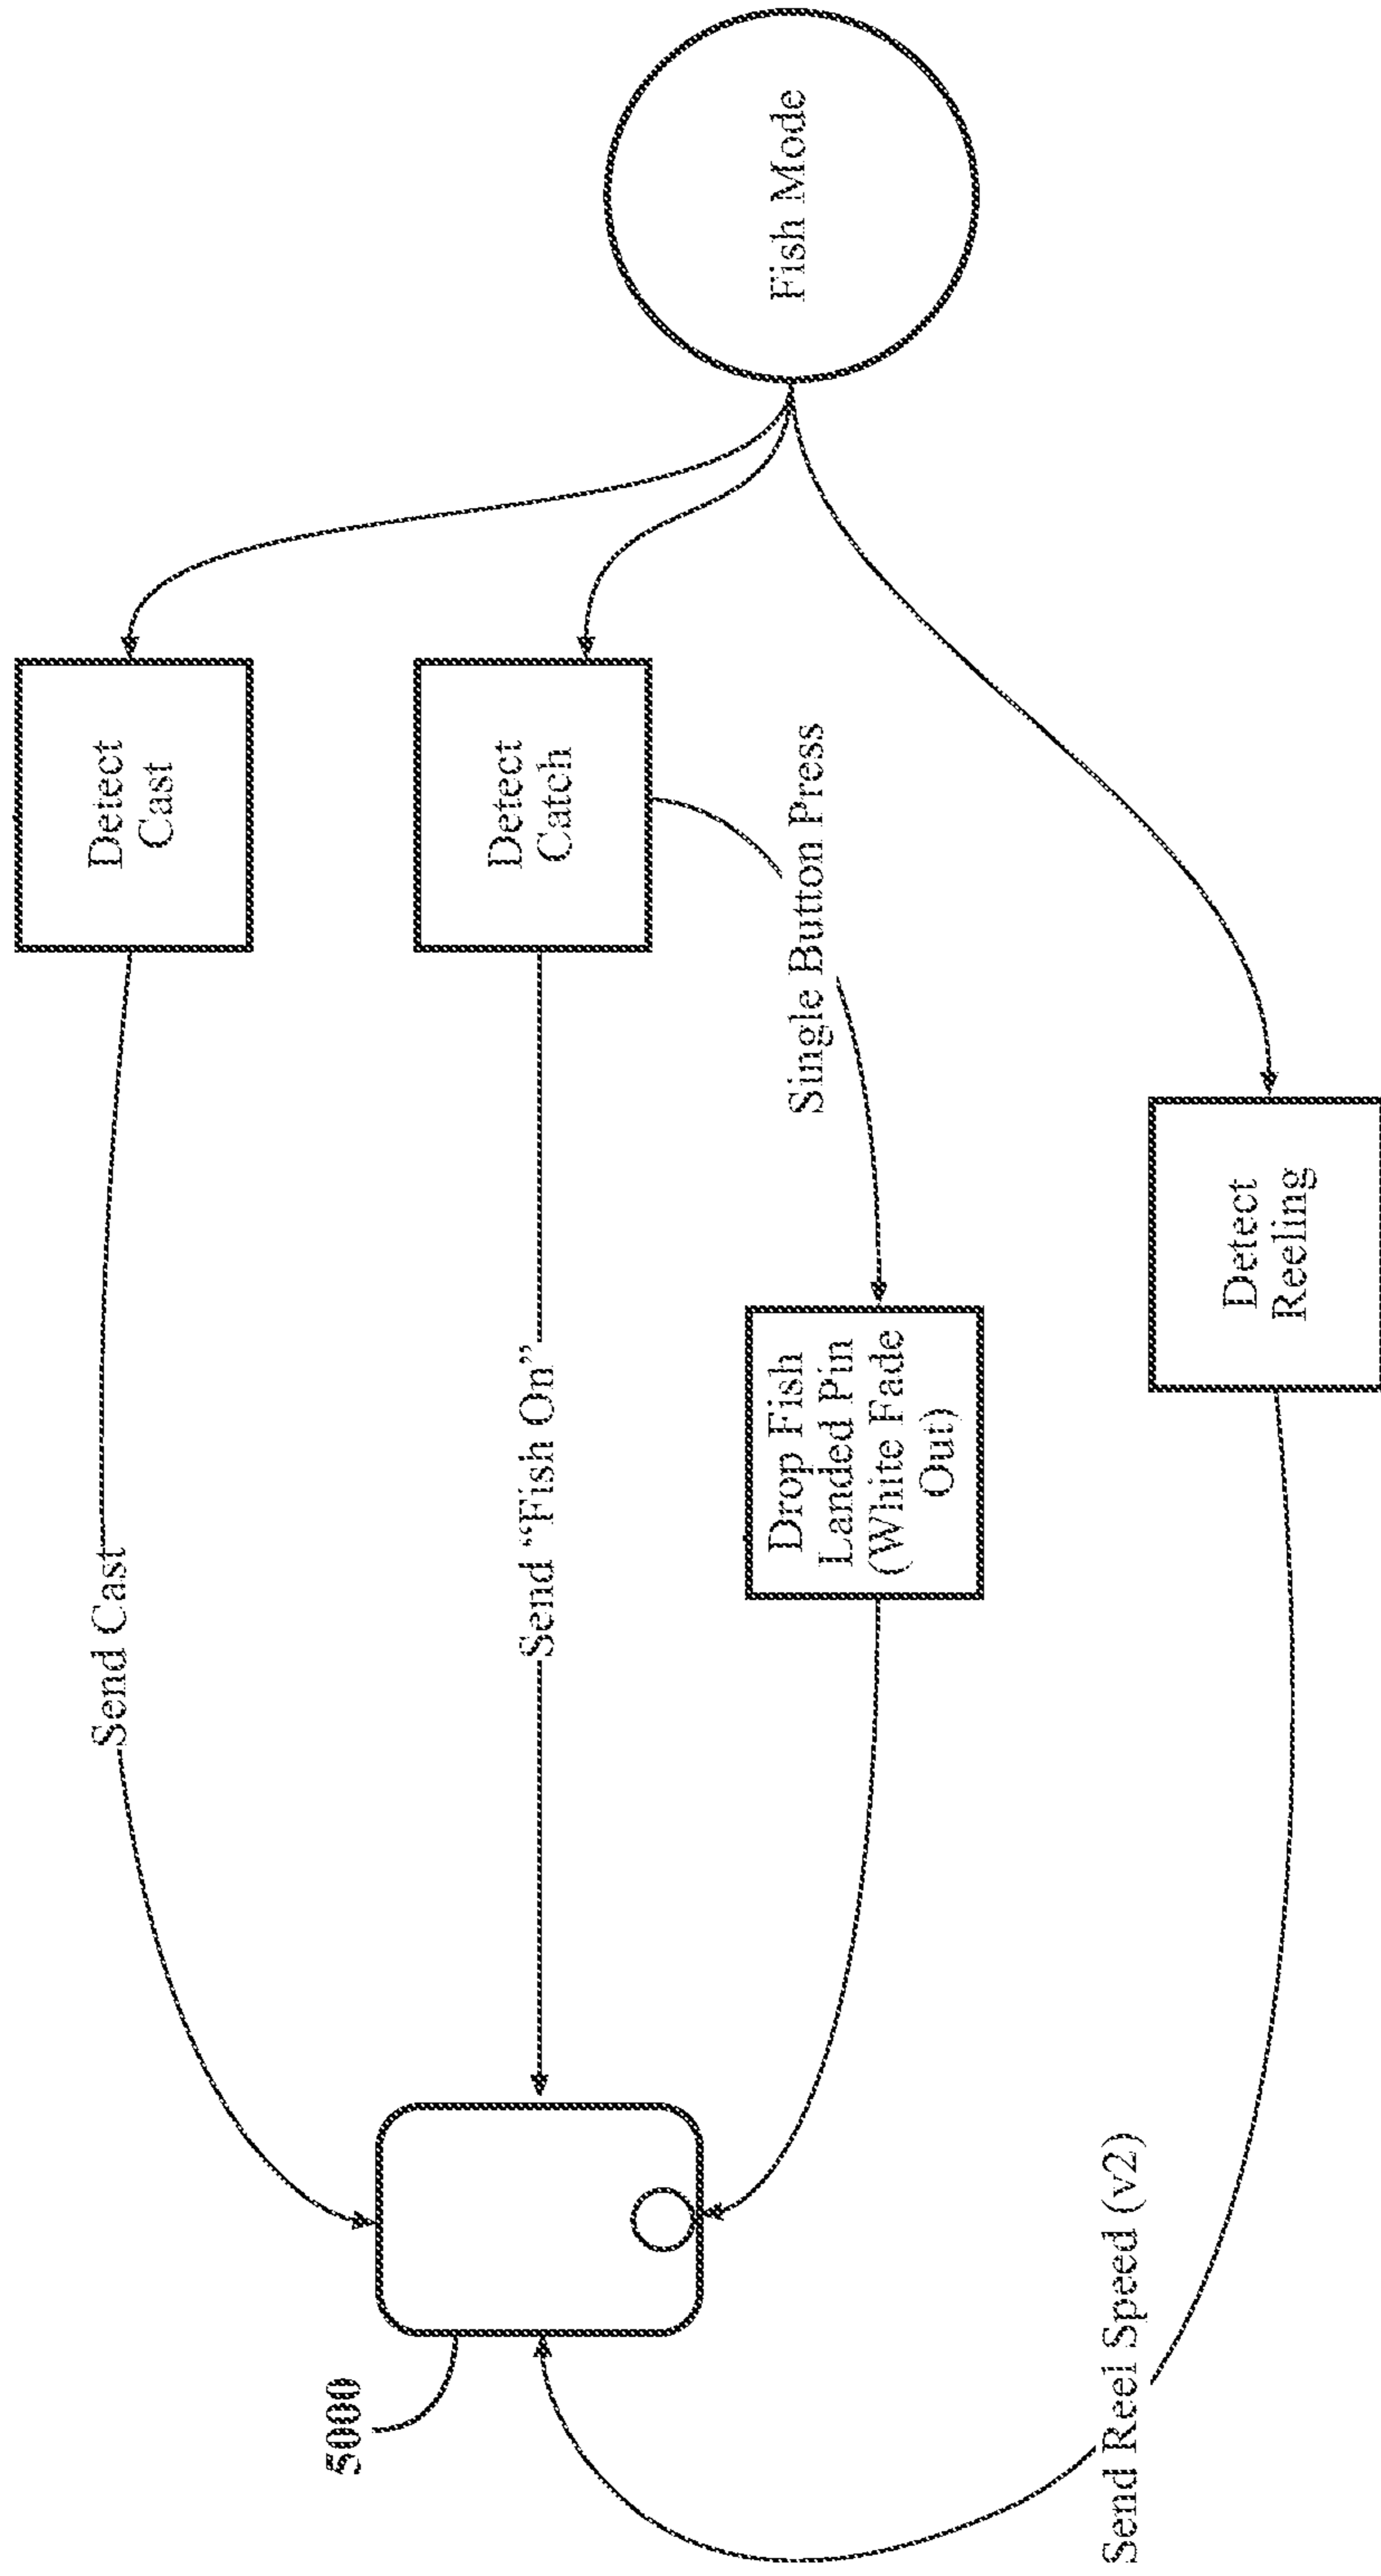 Fish Mode
Detect
Cast
Detect
Catch
Single Button Press
Detect
Reeling
Drop Fish
Landed Pin
(White Fade
Out)
Send Cast
Send “Fish On”
Send Reel Speed (v2)
5000